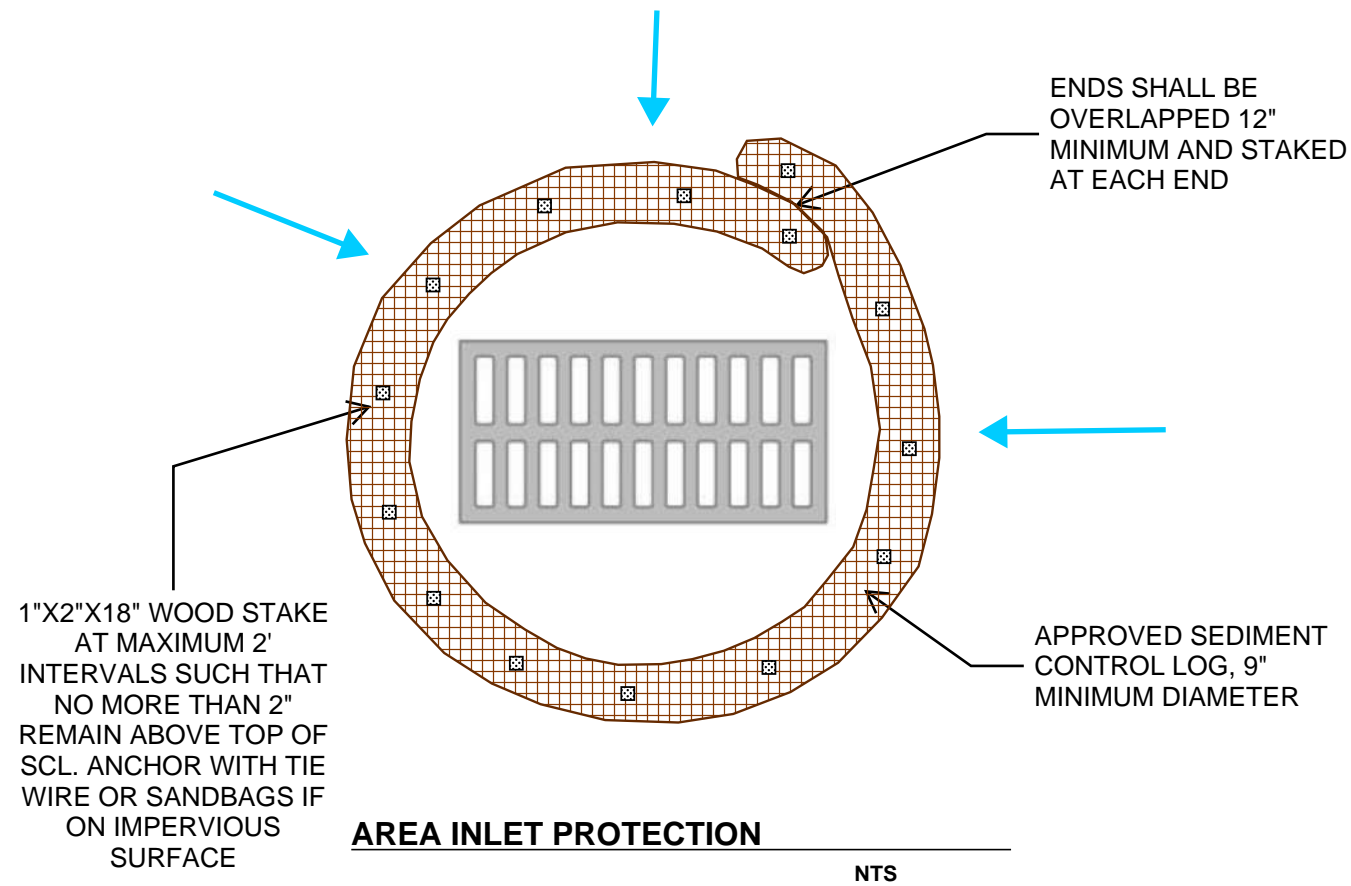 ENDS SHALL BE
OVERLAPPED 12"
MINIMUM AND STAKED
AT EACH END
1"X2"X18" WOOD STAKE
AT MAXIMUM 2'
INTERVALS SUCH THAT
NO MORE THAN 2"
REMAIN ABOVE TOP OF
SCL. ANCHOR WITH TIE
WIRE OR SANDBAGS IF
ON IMPERVIOUS
SURFACE
APPROVED SEDIMENT
CONTROL LOG, 9"
MINIMUM DIAMETER
AREA INLET PROTECTION
NTS